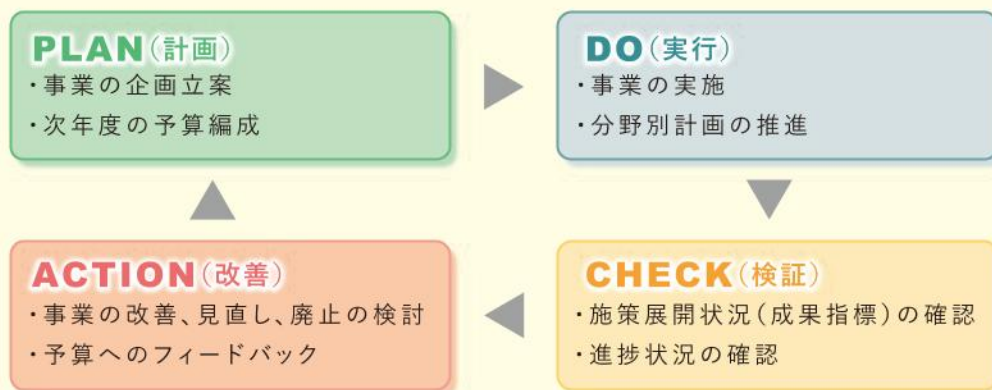 PLAN(計画)
・事業の企画立案
・次年度の予算編成
DO(実行)
・事業の実施
・分野別計画の推進
ACTION(改善)
・事業の改善、見直し、廃止の検討
・予算へのフィードバック
CHECK(検証)
・施策展開状況(成果指標)の確認
・進捗状況の確認